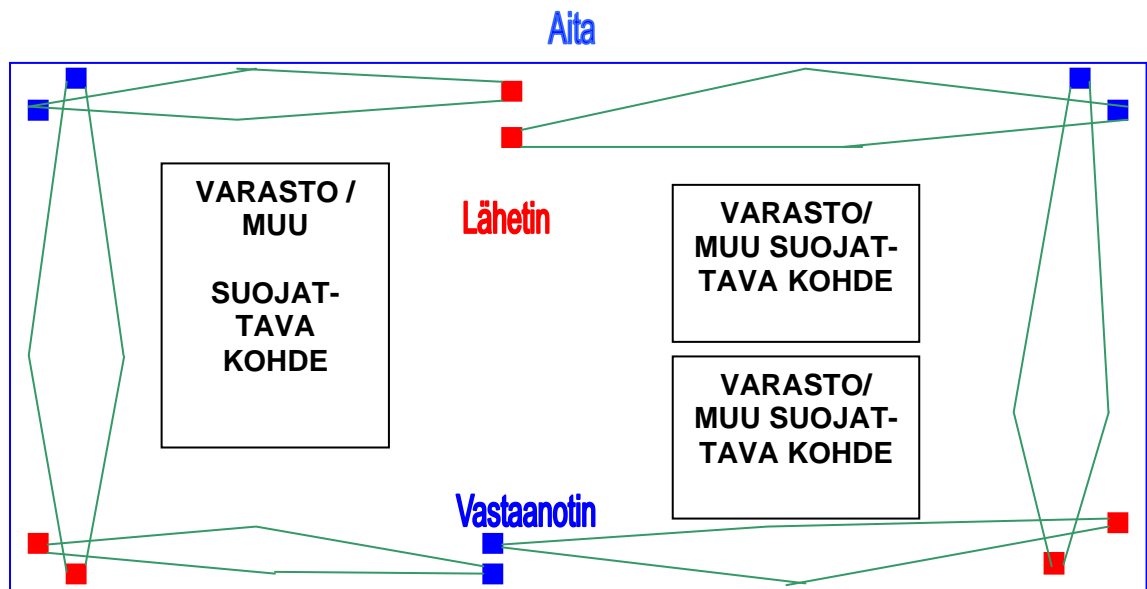 Aita
VARASTO /
MUU
SUOJAT-
TAVA
KOHDE
Lähetin
VARASTO/
MUU SUOJAT-
TAVA KOHDE
VARASTO/
MUU SUOJAT-
TAVA KOHDE
Vastaanotin